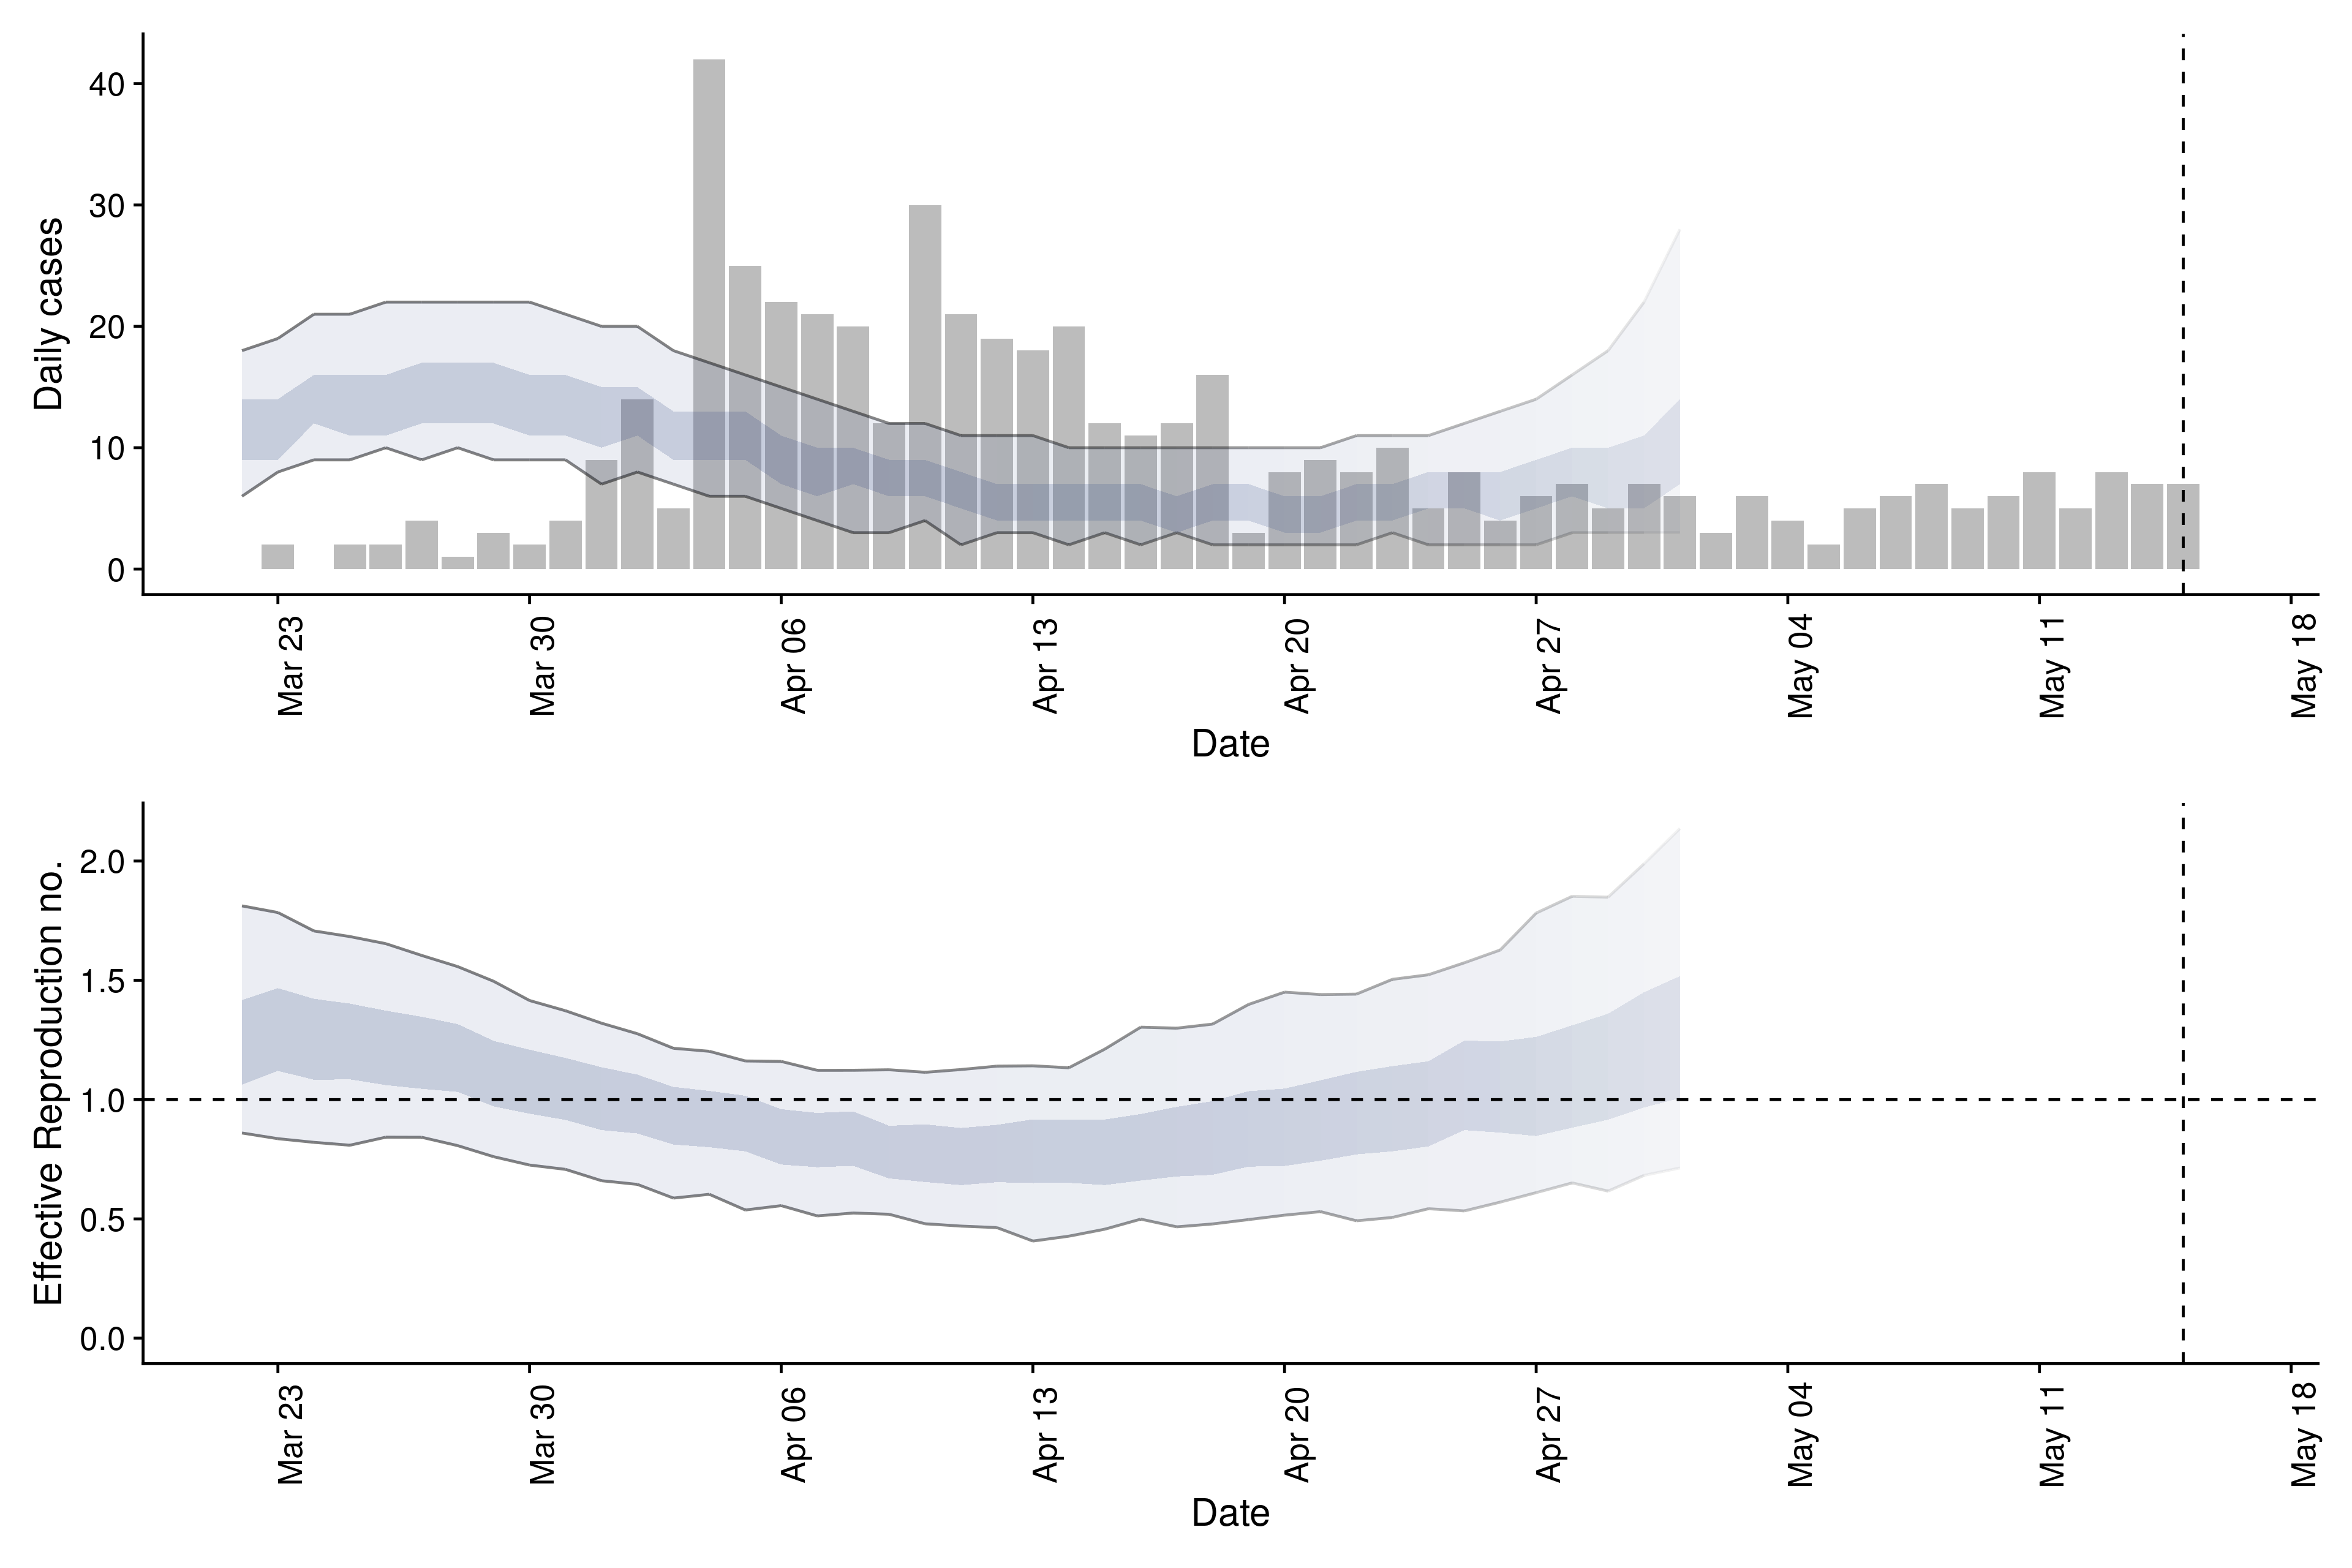 Daily cases
40
30
20
10
0
Mar 23
Mar 30
Apr 06
Apr 13
Apr 20
Apr 27
May 04
May 11
May 18
Date
Effective Reproduction no.
2.0
1.5
1.0
0.5
0.0
Mar 23
Mar 30
Apr 06
Apr 13
Apr 20
Apr 27
May 04
May 11
May 18
Date